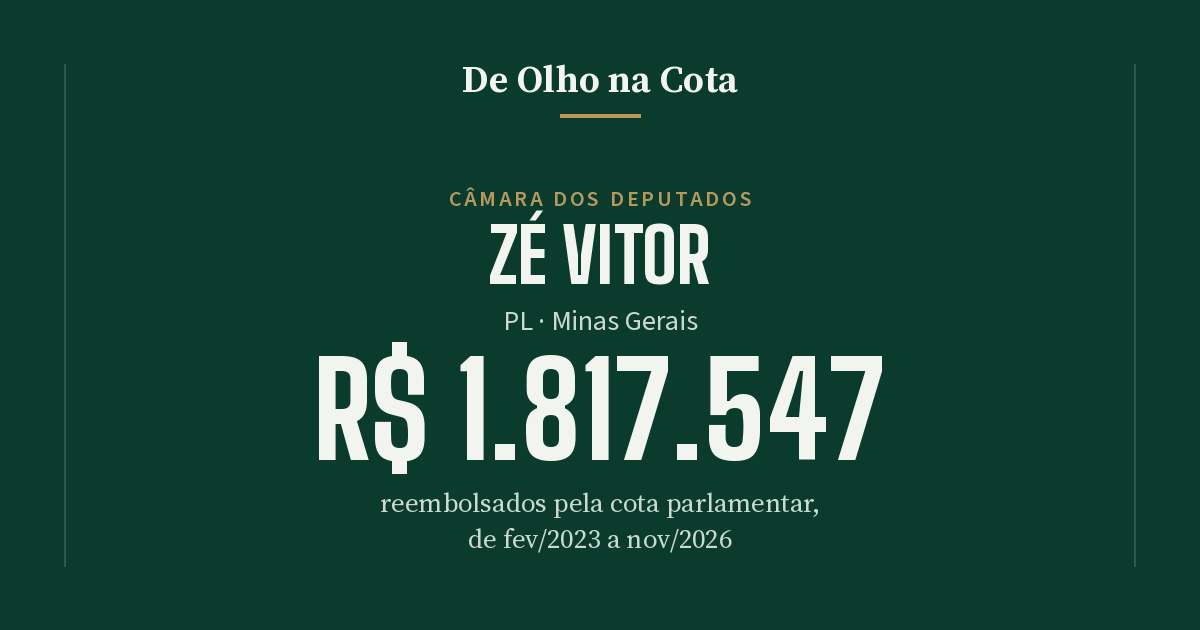 De Olho na Cota
CÂMARA DOS DEPUTADOS
ZÉ VITOR
PL · Minas Gerais
R$ 1.817.547
reembolsados pela cota parlamentar,
de fev/2023 a nov/2026